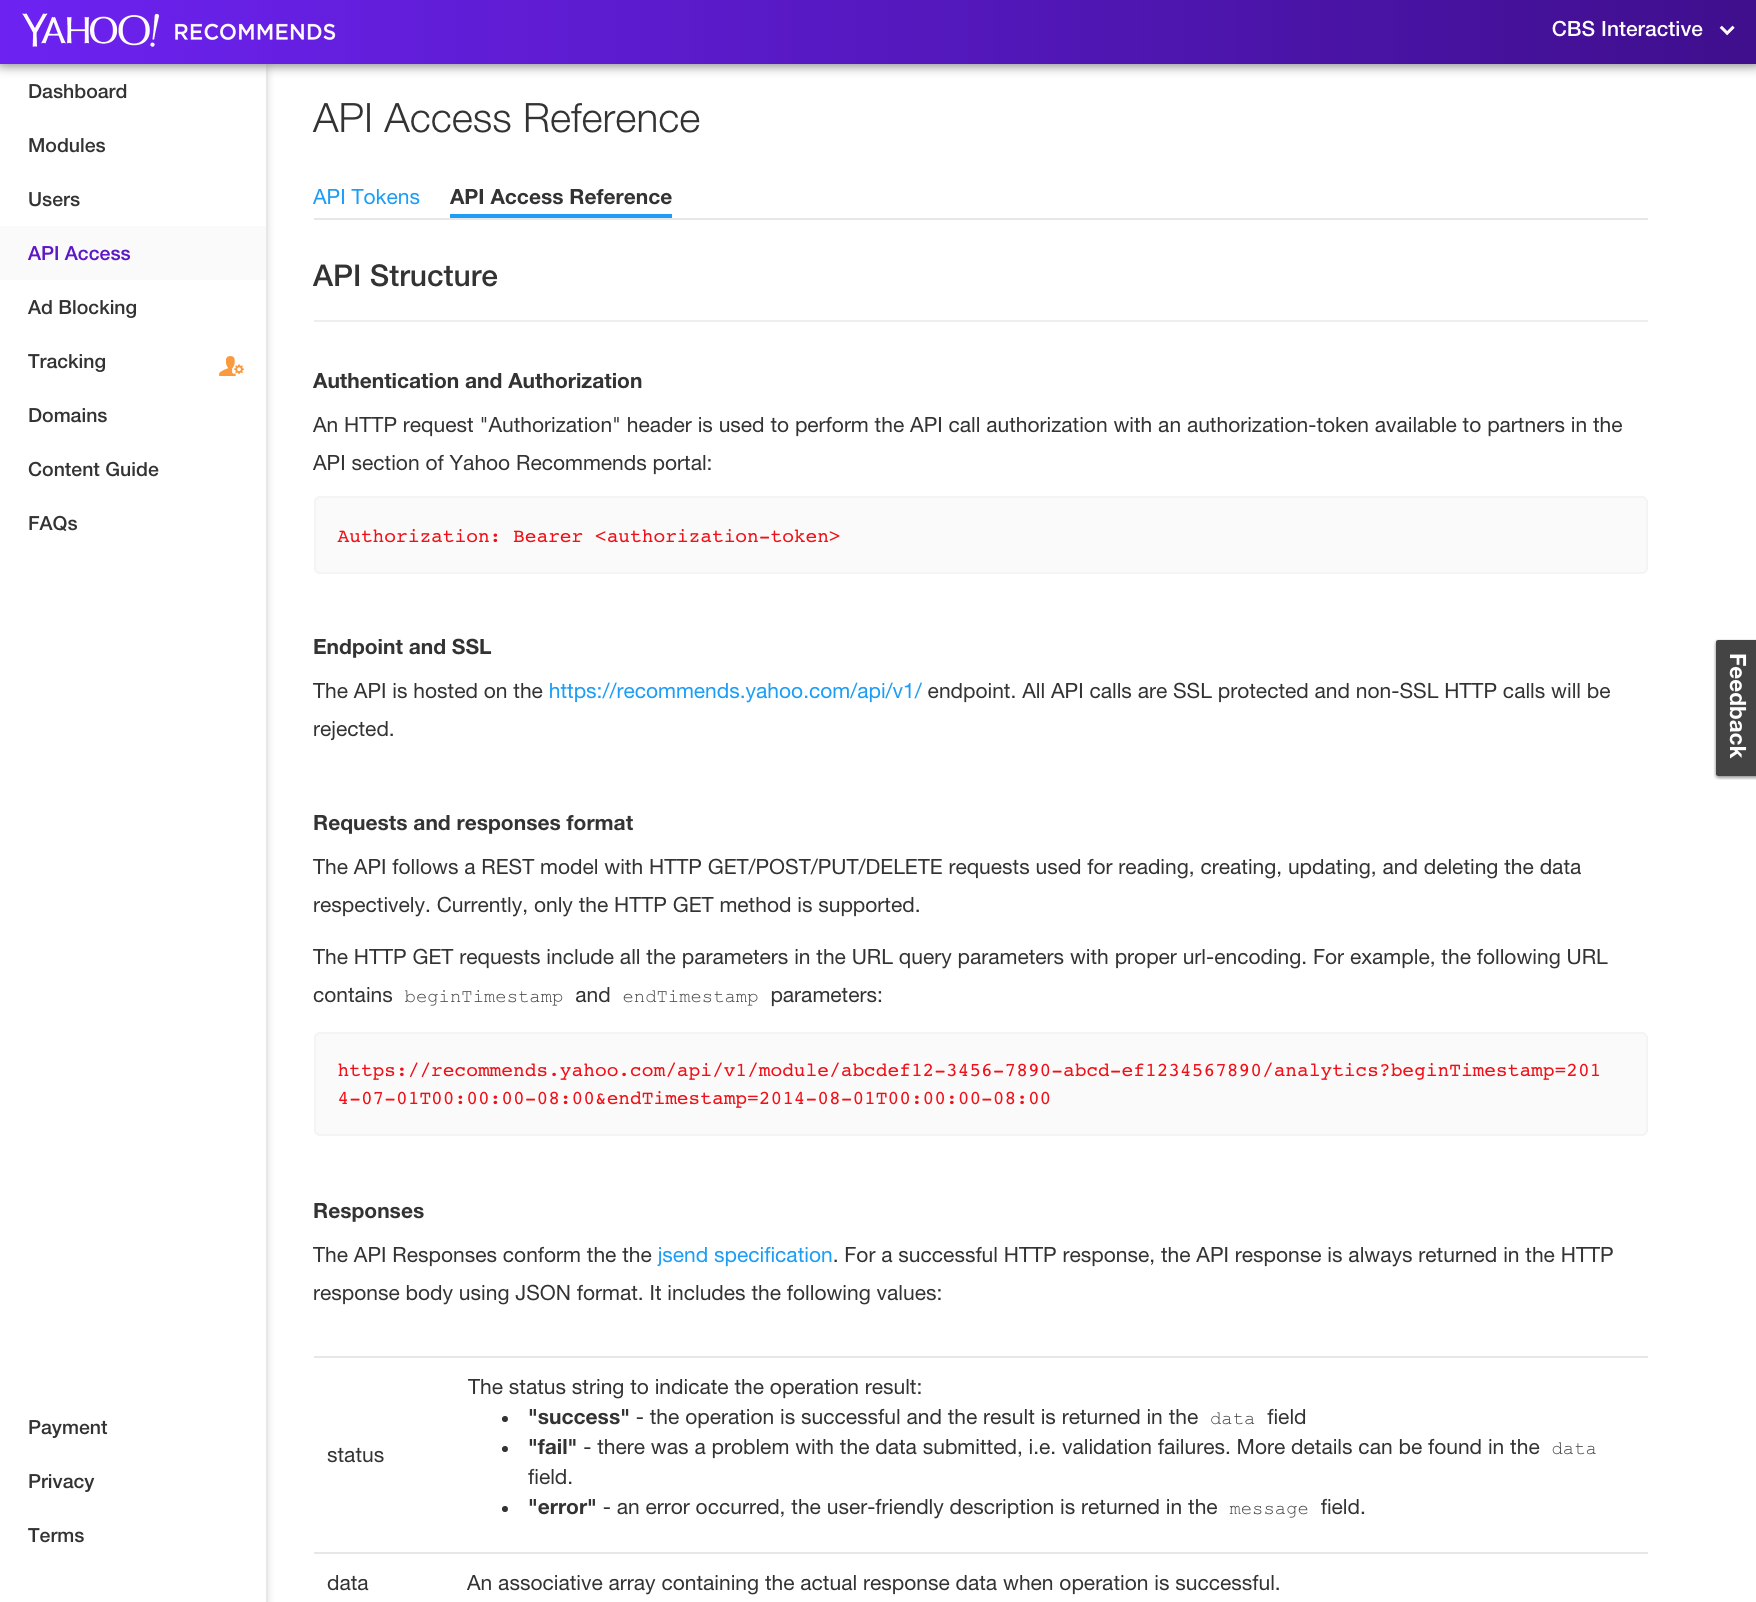 YAHOO! RECOMMENDS
CBS Interactive
Dashboard
Modules
Users
API Access
Ad Blocking
Tracking
Domains
Content Guide
FAQs
Payment
Privacy
Terms
API Access Reference
API Tokens
API Access Reference
API Structure
Authentication and Authorization
An HTTP request "Authorization" header is used to perform the API call authorization with an authorization-token available to partners in the
API section of Yahoo Recommends portal:
Authorization: Bearer <authorization-token>
Endpoint and SSL
The API is hosted on the https://recommends.yahoo.com/api/v1/ endpoint. All API calls are SSL protected and non-SSL HTTP calls will be
rejected.
Requests and responses format
The API follows a REST model with HTTP GET/POST/PUT/DELETE requests used for reading, creating, updating, and deleting the data
respectively. Currently, only the HTTP GET method is supported.
The HTTP GET requests include all the parameters in the URL query parameters with proper url-encoding. For example, the following URL
contains beginTimestamp and endTimestamp parameters:
https://recommends.yahoo.com/api/v1/module/abcdef12-3456-7890-abcd-ef1234567890/analytics?beginTimestamp=201
4-07-01T00:00:00-08:00&endTimestamp=2014-08-01T00:00:00-08:00
Responses
The API Responses conform the the jsend specification. For a successful HTTP response, the API response is always returned in the HTTP
response body using JSON format. It includes the following values:
status
The status string to indicate the operation result:
• "success" - the operation is successful and the result is returned in the data field
• "fail" - there was a problem with the data submitted, i.e. validation failures. More details can be found in the data
field.
• "error" - an error occurred, the user-friendly description is returned in the message field.
data
An associative array containing the actual response data when operation is successful.
Feedback